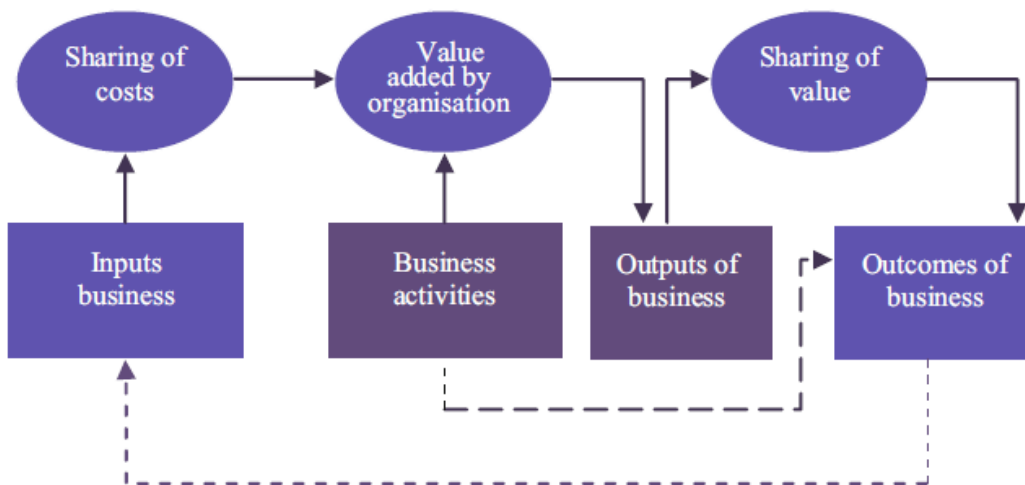 Sharing of
costs
Value
added by
organisation
Sharing of
value
Inputs
business
Business
activities
Outputs of
business
Outcomes of
business